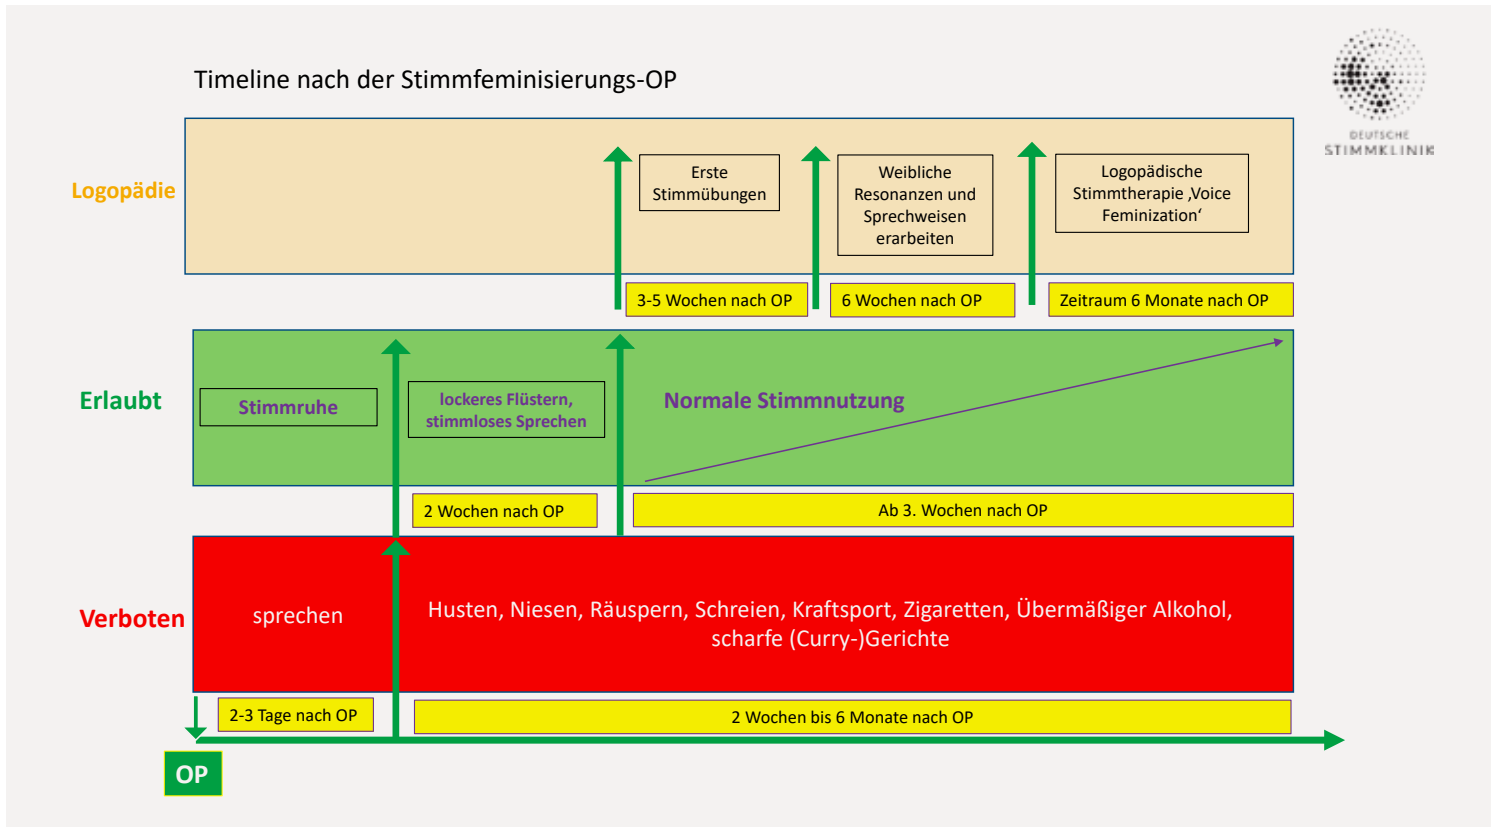 Timeline nach der Stimmfeminisierungs-OP
DEUTSCHE
STIMMKLINIK
Logopädie
Erste
Stimmübungen
Weibliche
Resonanzen und
Sprechweisen
erarbeiten
Logopädische
Stimmtherapie ‚Voice
Feminization‘
3-5 Wochen nach OP
6 Wochen nach OP
Zeitraum 6 Monate nach OP
Erlaubt
Stimmruhe
lockeres Flüstern,
stimmloses Sprechen
Normale Stimmnutzung
2 Wochen nach OP
Ab 3. Wochen nach OP
Verboten
sprechen
Husten, Niesen, Räuspern, Schreien, Kraftsport, Zigaretten, Übermäßiger Alkohol,
scharfe (Curry-)Gerichte
2-3 Tage nach OP
2 Wochen bis 6 Monate nach OP
OP